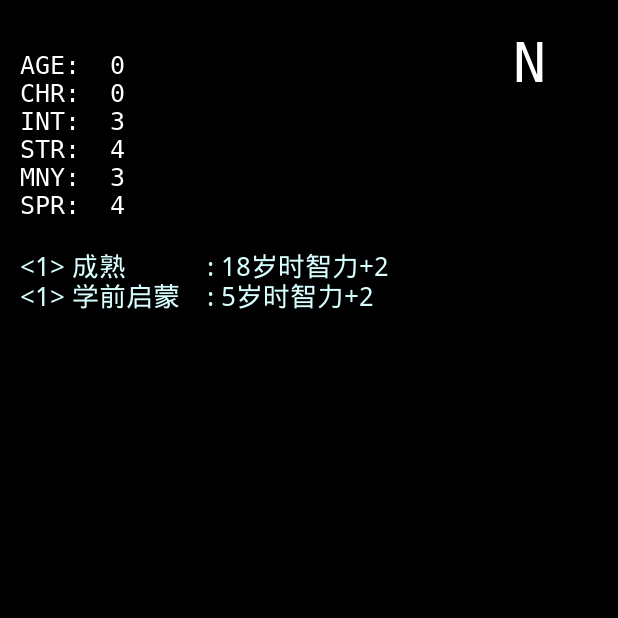 N
AGE: 0
CHR: 0
INT: 3
STR: 4
MNY: 3
SPR: 4
<1> 成熟 : 18岁时智力+2
<1> 学前启蒙 : 5岁时智力+2